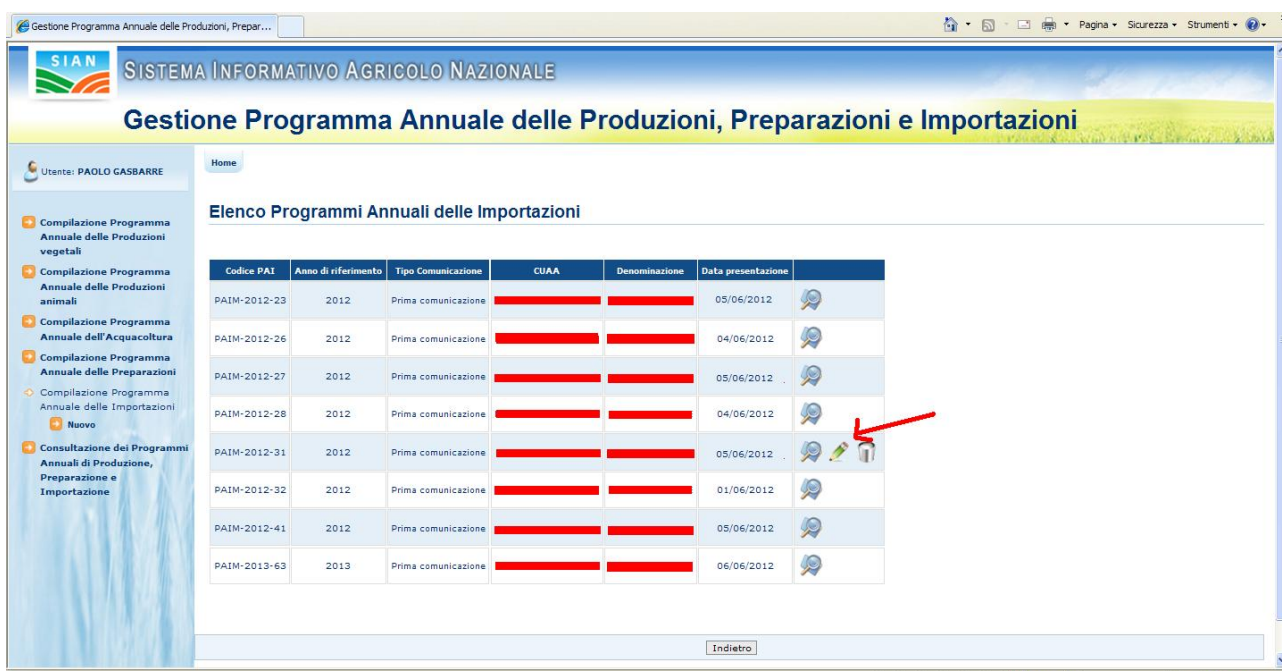 Gestione Programma Annuale delle Produzioni, Prepar...
Pagina Sicurezza Strumenti
SIAN
SISTEMA INFORMATIVO AGRICOLO NAZIONALE
Gestione Programma Annuale delle Produzioni, Preparazioni e Importazioni
Utente: PAOLO GASBARRE
Home
Compilazione Programma
Annuale delle Produzioni
vegetali
Compilazione Programma
Annuale delle Produzioni
animali
Compilazione Programma
Annuale dell'Acquacoltura
Compilazione Programma
Annuale delle Preparazioni
Compilazione Programma
Annuale delle Importazioni
Nuovo
Consultazione dei Programmi
Annuali di Produzione,
Preparazione e
Importazione
Elenco Programmi Annuali delle Importazioni
Codice PAI Anno di riferimento Tipo Comunicazione CUAA Denominazione Data presentazione
PAIM-2012-23 2012 Prima comunicazione 05/06/2012
PAIM-2012-26 2012 Prima comunicazione 04/06/2012
PAIM-2012-27 2012 Prima comunicazione 05/06/2012
PAIM-2012-28 2012 Prima comunicazione 04/06/2012
PAIM-2012-31 2012 Prima comunicazione 05/06/2012
PAIM-2012-32 2012 Prima comunicazione 01/06/2012
PAIM-2012-41 2012 Prima comunicazione 05/06/2012
PAIM-2013-63 2013 Prima comunicazione 06/06/2012
Indietro